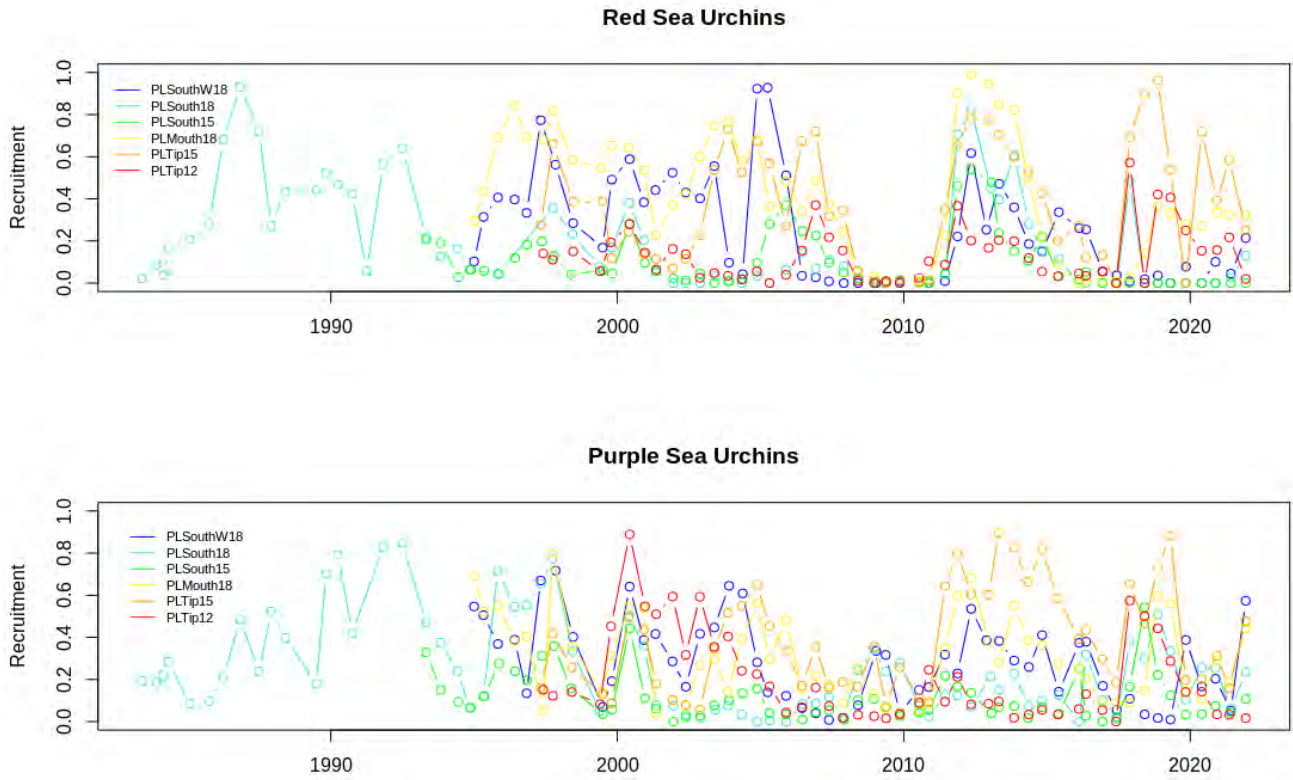 Red Sea Urchins
Recruitment
0.0 0.2 0.4 0.6 0.8 1.0
PLSouthW18
PLSouth18
PLSouth15
PLMouth18
PLTip15
PLTip12
1990 2000 2010 2020
Purple Sea Urchins
Recruitment
0.0 0.2 0.4 0.6 0.8 1.0
PLSouthW18
PLSouth18
PLSouth15
PLMouth18
PLTip15
PLTip12
1990 2000 2010 2020